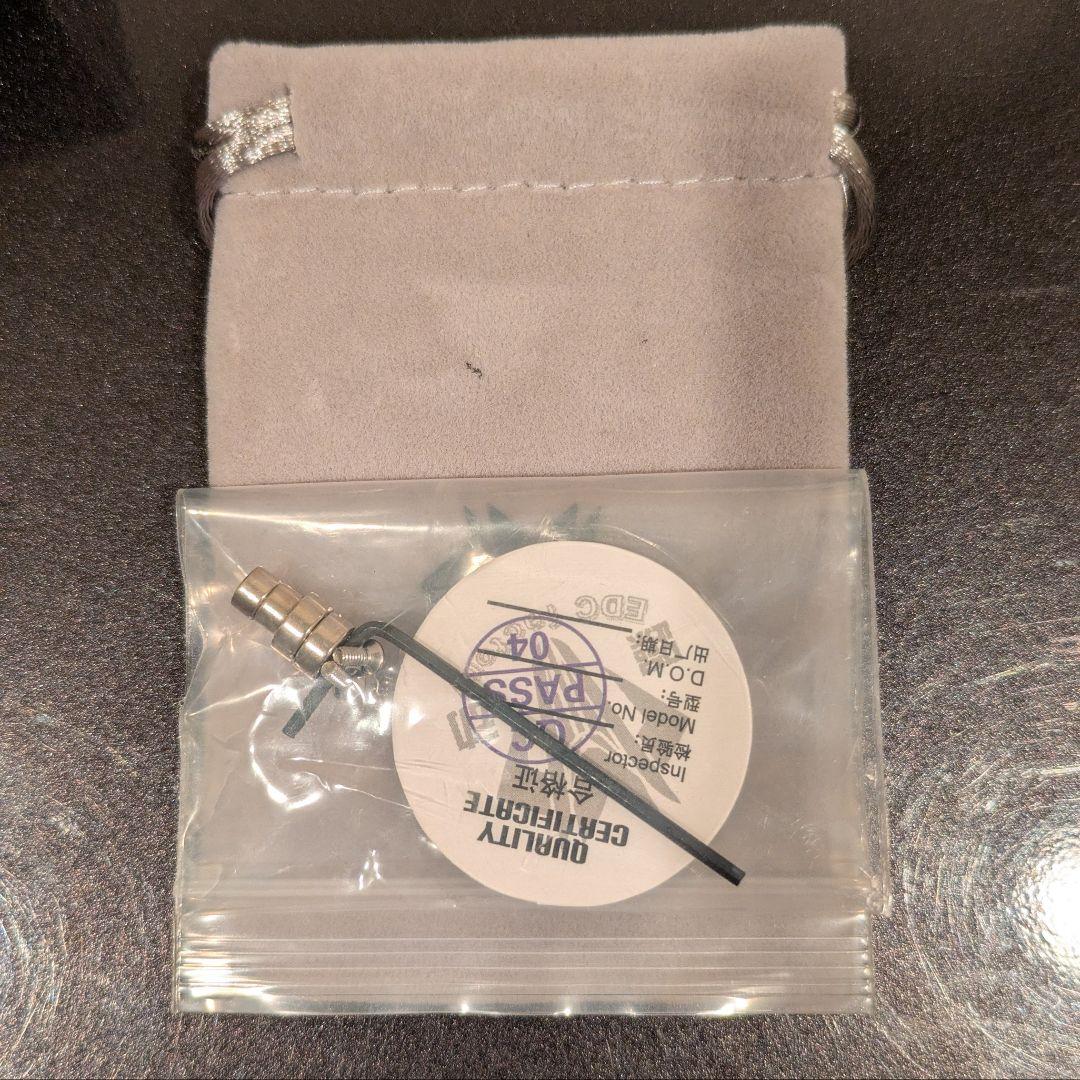 QUALITY
CERTIFICATE
合格证
Inspector
检验员:
Model No.
型号:
D.O.M
出厂日期:
QC
PASS
04
EDC